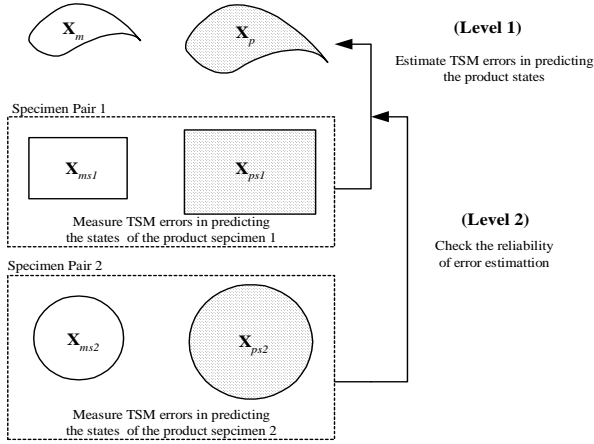 X_m
X_p
(Level 1)
Estimate TSM errors in predicting
the product states
Specimen Pair 1
X_ms1
X_ps1
Measure TSM errors in predicting
the states of the product sepcimen 1
(Level 2)
Check the reliability
of error estimattion
Specimen Pair 2
X_ms2
X_ps2
Measure TSM errors in predicting
the states of the product sepcimen 2